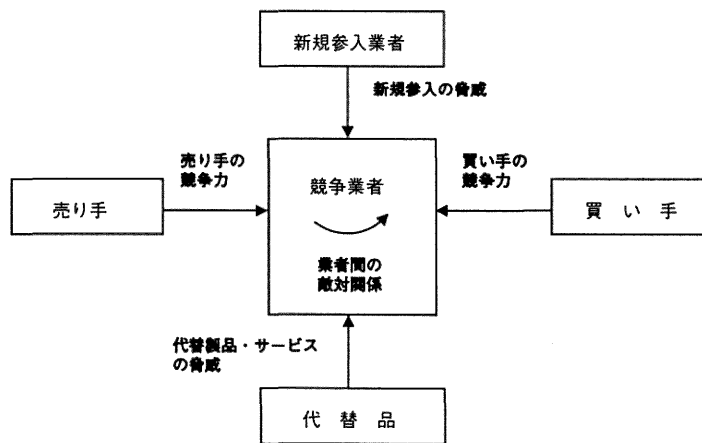 新規参入業者
新規参入の脅威
売り手の
競争力
買い手の
競争力
売り手
競争業者
買い手
業者間の
敵対関係
代替製品・サービス
の脅威
代替品